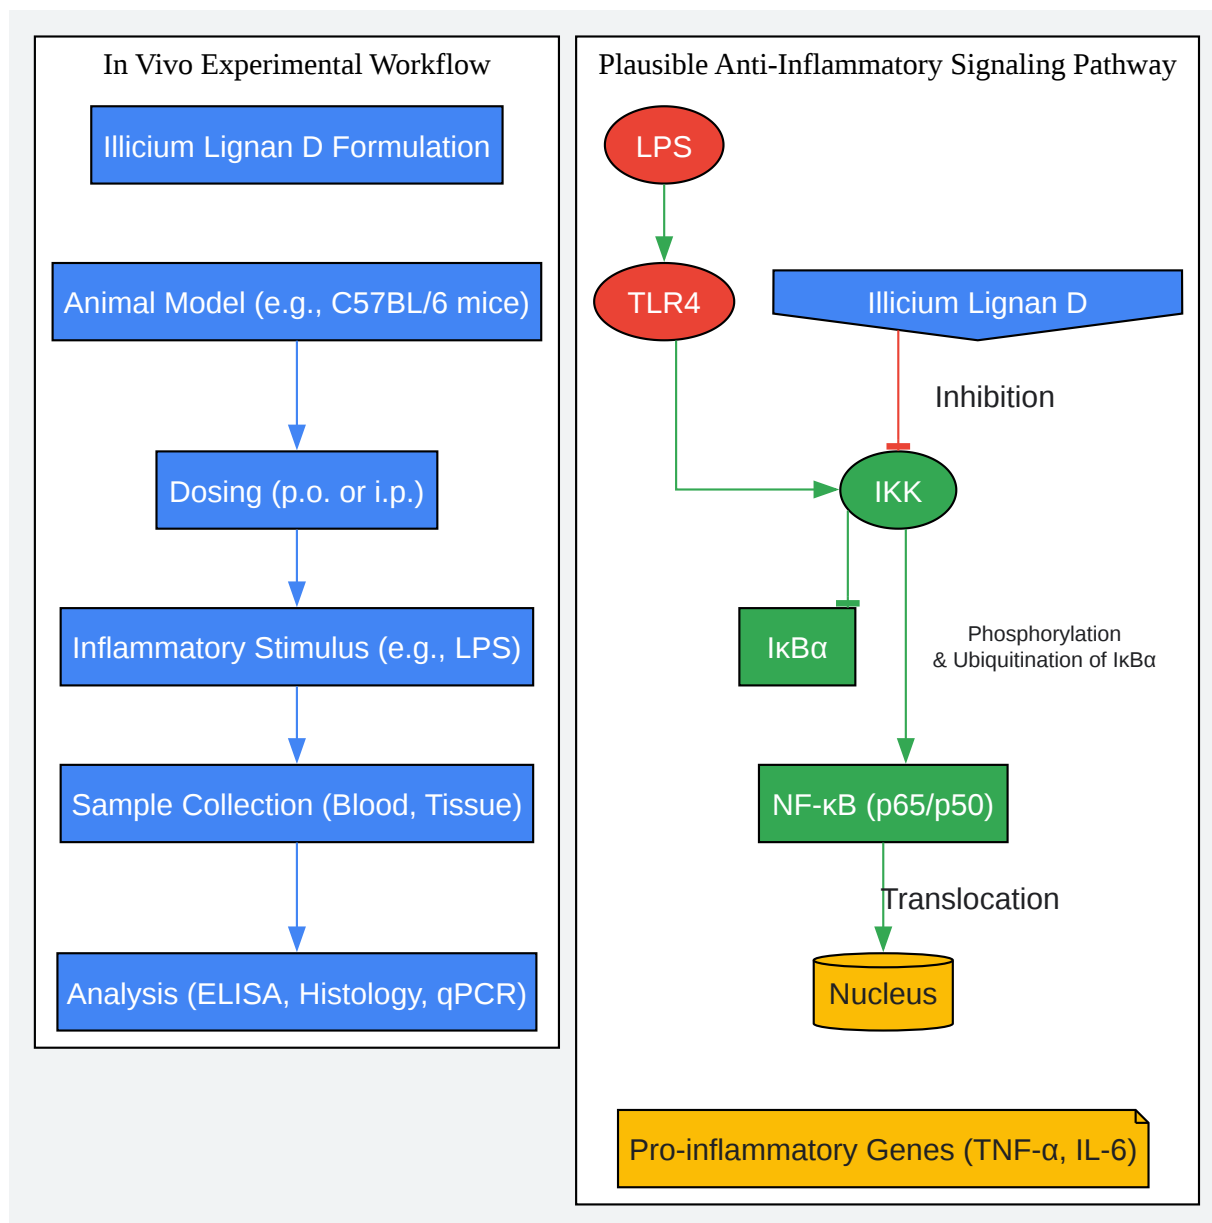 In Vivo Experimental Workflow
Illicium Lignan D Formulation
Animal Model (e.g., C57BL/6 mice)
Dosing (p.o. or i.p.)
Inflammatory Stimulus (e.g., LPS)
Sample Collection (Blood, Tissue)
Analysis (ELISA, Histology, qPCR)
Plausible Anti-Inflammatory Signaling Pathway
LPS
TLR4
Illicium Lignan D
Inhibition
IKK
IκBα
Phosphorylation
& Ubiquitination of IκBα
NF-κB (p65/p50)
Translocation
Nucleus
Pro-inflammatory Genes (TNF-α, IL-6)